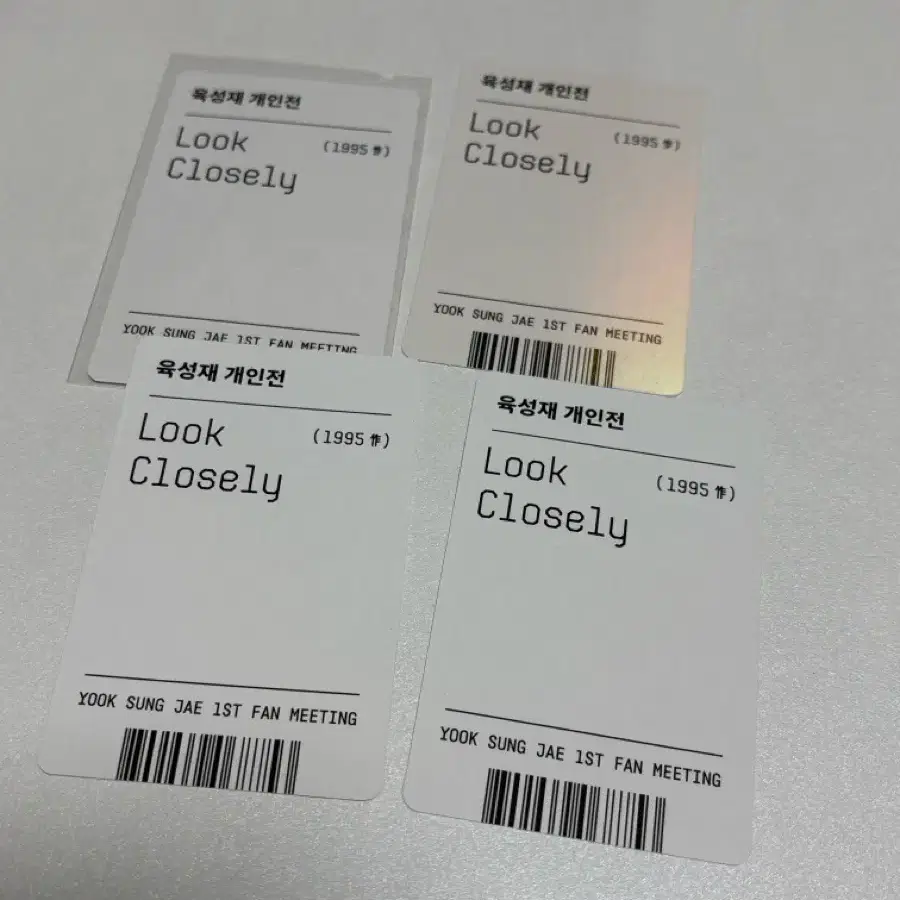 육성재 개인전
Look
Closely
(1995 作)
YOOK SUNG JAE 1ST FAN MEETING
육성재 개인전
Look
Closely
(1995 作)
YOOK SUNG JAE 1ST FAN MEETING
육성재 개인전
Look
Closely
(1995 作)
YOOK SUNG JAE 1ST FAN MEETING
육성재 개인전
Look
Closely
(1995 作)
YOOK SUNG JAE 1ST FAN MEETING